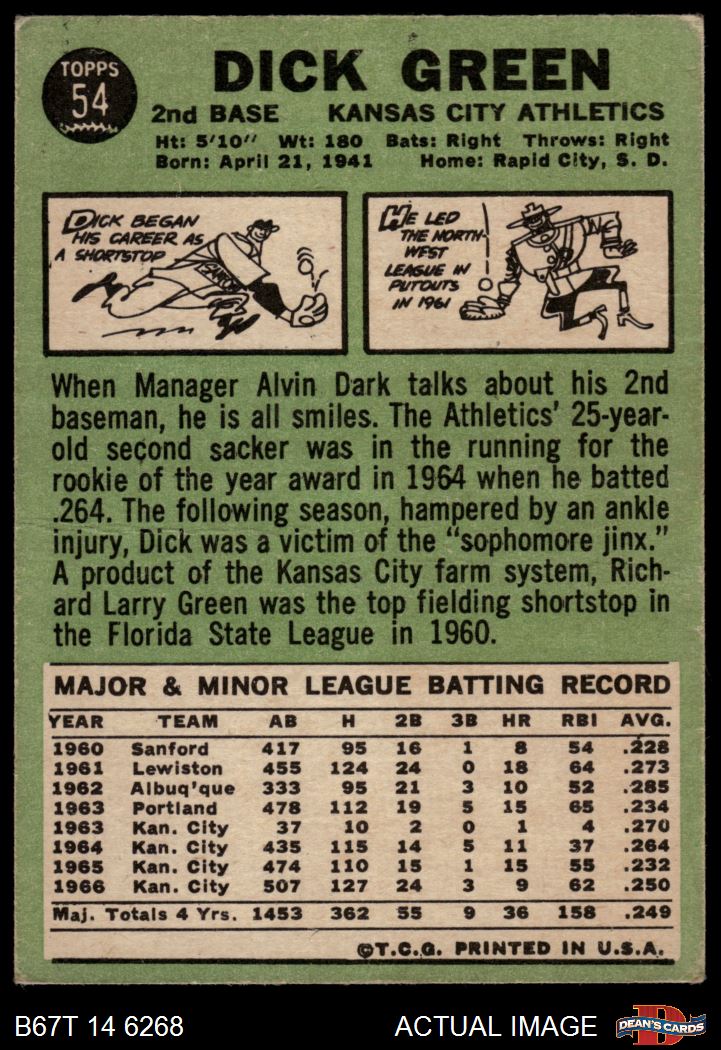 TOPPS
54
DICK GREEN
2nd BASE KANSAS CITY ATHLETICS
Ht: 5'10" Wt: 180 Bats: Right Throws: Right
Born: April 21, 1941 Home: Rapid City, S. D.
DICK BEGAN
HIS CAREER AS
A SHORTSTOP
HE LED
THE NORTH-
WEST
LEAGUE IN
PUTOUTS
IN 1961
When Manager Alvin Dark talks about his 2nd
baseman, he is all smiles. The Athletics' 25-year-
old second sacker was in the running for the
rookie of the year award in 1964 when he batted
.264. The following season, hampered by an ankle
injury, Dick was a victim of the "sophomore jinx."
A product of the Kansas City farm system, Rich-
ard Larry Green was the top fielding shortstop in
the Florida State League in 1960.
MAJOR & MINOR LEAGUE BATTING RECORD
YEAR TEAM AB H 2B 3B HR RBI AVG.
1960 Sanford 417 95 16 1 8 54 .228
1961 Lewiston 455 124 24 0 18 64 .273
1962 Albuq'que 333 95 21 3 10 52 .285
1963 Portland 478 112 19 5 15 65 .234
1963 Kan. City 37 10 2 0 1 4 .270
1964 Kan. City 435 115 14 5 11 37 .264
1965 Kan. City 474 110 15 1 15 55 .232
1966 Kan. City 507 127 24 3 9 62 .250
Maj. Totals 4 Yrs. 1453 362 55 9 36 158 .249
©T.C.G. PRINTED IN U.S.A.
B67T 14 6268 ACTUAL IMAGE DEAN'S CARDS